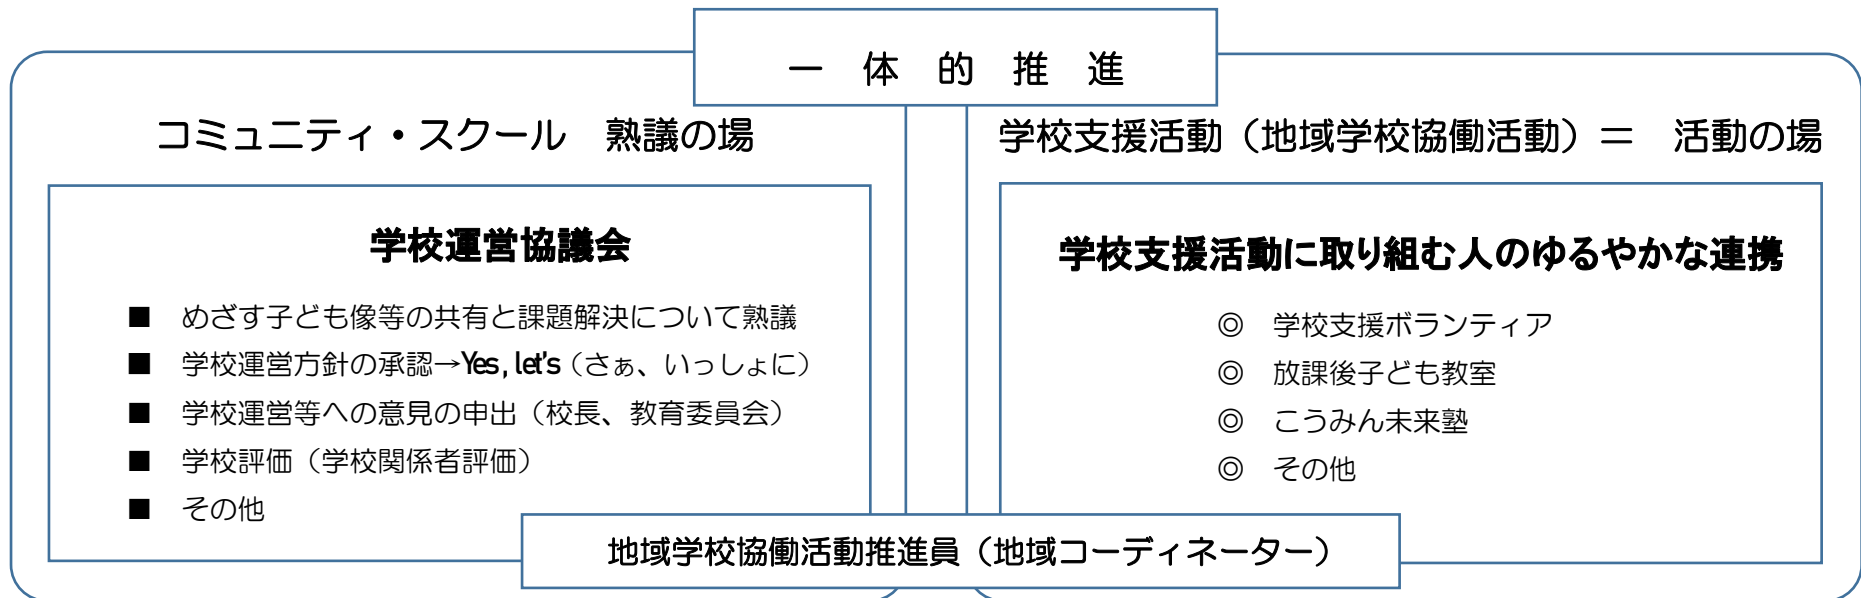 一 体 的 推 進
コミュニティ・スクール 熟議の場
学校運営協議会
■ めざす子ども像等の共有と課題解決について熟議
■ 学校運営方針の承認→Yes, let's（さぁ、いっしょに）
■ 学校運営等への意見の申出（校長、教育委員会）
■ 学校評価（学校関係者評価）
■ その他
学校支援活動（地域学校協働活動）＝ 活動の場
学校支援活動に取り組む人のゆるやかな連携
◎ 学校支援ボランティア
◎ 放課後子ども教室
◎ こうみん未来塾
◎ その他
地域学校協働活動推進員（地域コーディネーター）